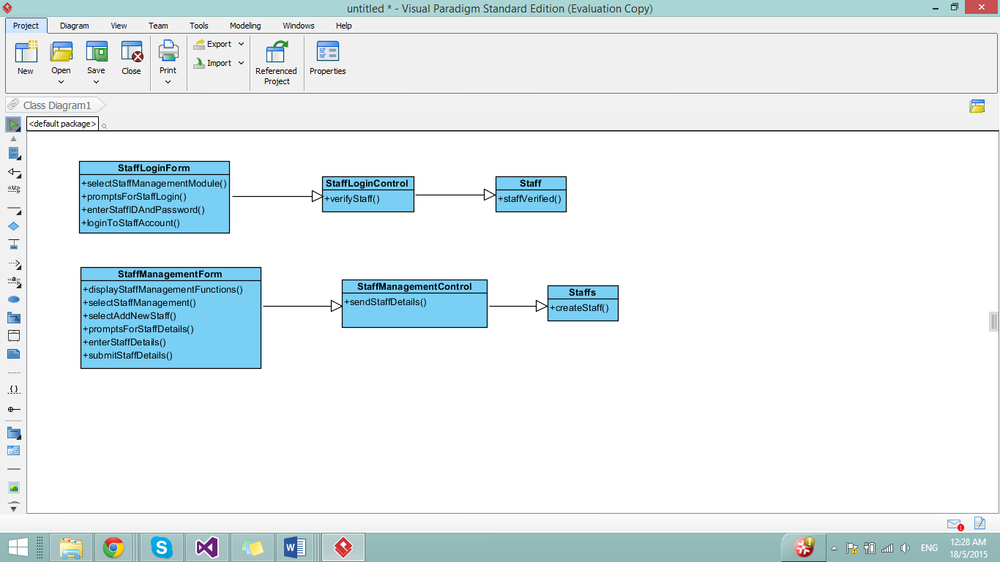 untitled * - Visual Paradigm Standard Edition (Evaluation Copy)
Project Diagram View Team Tools Modeling Windows Help
New Open Save Close Print Export Import Referenced Project Properties
Class Diagram1
<default package>
StaffLoginForm
+selectStaffManagementModule()
+promptsForStaffLogin()
+enterStaffIDAndPassword()
+loginToStaffAccount()
StaffLoginControl
+verifyStaff()
Staff
+staffVerified()
StaffManagementForm
+displayStaffManagementFunctions()
+selectStaffManagement()
+selectAddNewStaff()
+promptsForStaffDetails()
+enterStaffDetails()
+submitStaffDetails()
StaffManagementControl
+sendStaffDetails()
Staffs
+createStaff()
ENG
12:28 AM
18/5/2015